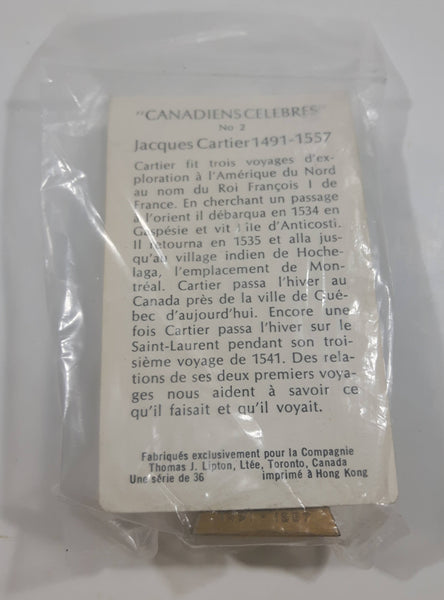 "CANADIENS CELEBRES"
No 2
Jacques Cartier 1491-1557
Cartier fit trois voyages d'ex-
ploration à l'Amérique du Nord
au nom du Roi François I de
France. En cherchant un passage
à l'orient il débarqua en 1534 en
Gaspésie et vit l'île d'Anticosti.
Il retourna en 1535 et alla jus-
qu'au village indien de Hoche-
laga, l'emplacement de Mon-
tréal. Cartier passa l'hiver au
Canada près de la ville de Qué-
bec d'aujourd'hui. Encore une
fois Cartier passa l'hiver sur le
Saint-Laurent pendant son troi-
sième voyage de 1541. Des rela-
tions de ses deux premiers voya-
ges nous aident à savoir ce
qu'il faisait et qu'il voyait.
Fabriqués exclusivement pour la Compagnie
Thomas J. Lipton, Ltée, Toronto, Canada
Une série de 36 imprimé à Hong Kong